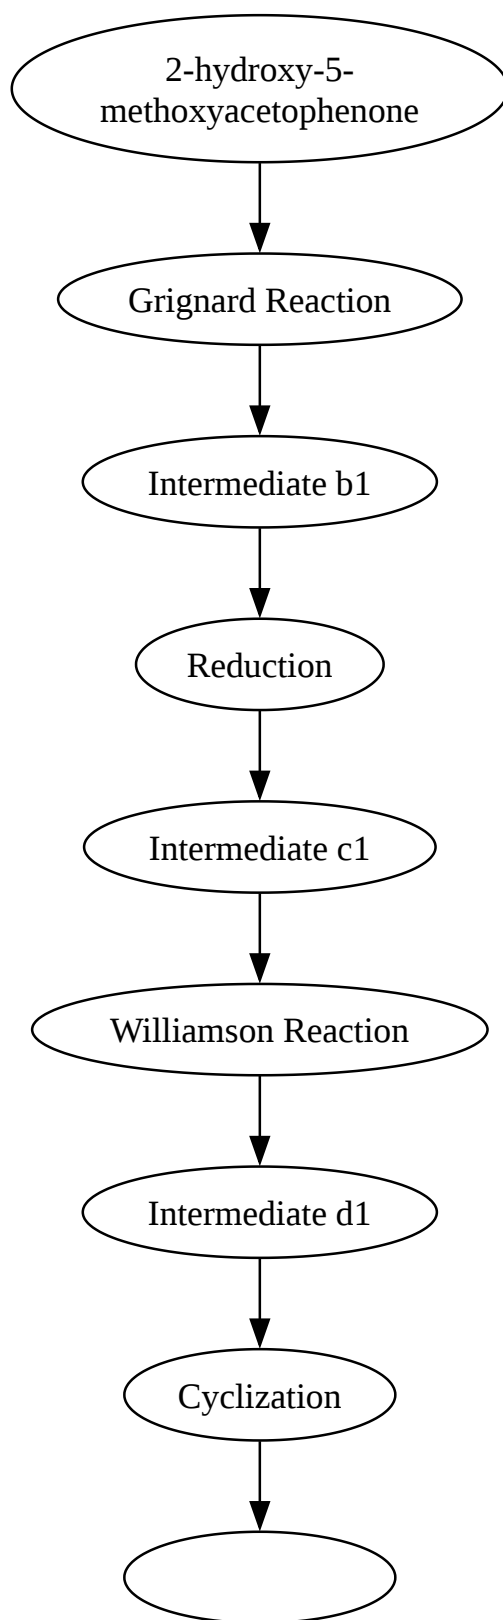 2-hydroxy-5-
methoxyacetophenone
Grignard Reaction
Intermediate b1
Reduction
Intermediate c1
Williamson Reaction
Intermediate d1
Cyclization